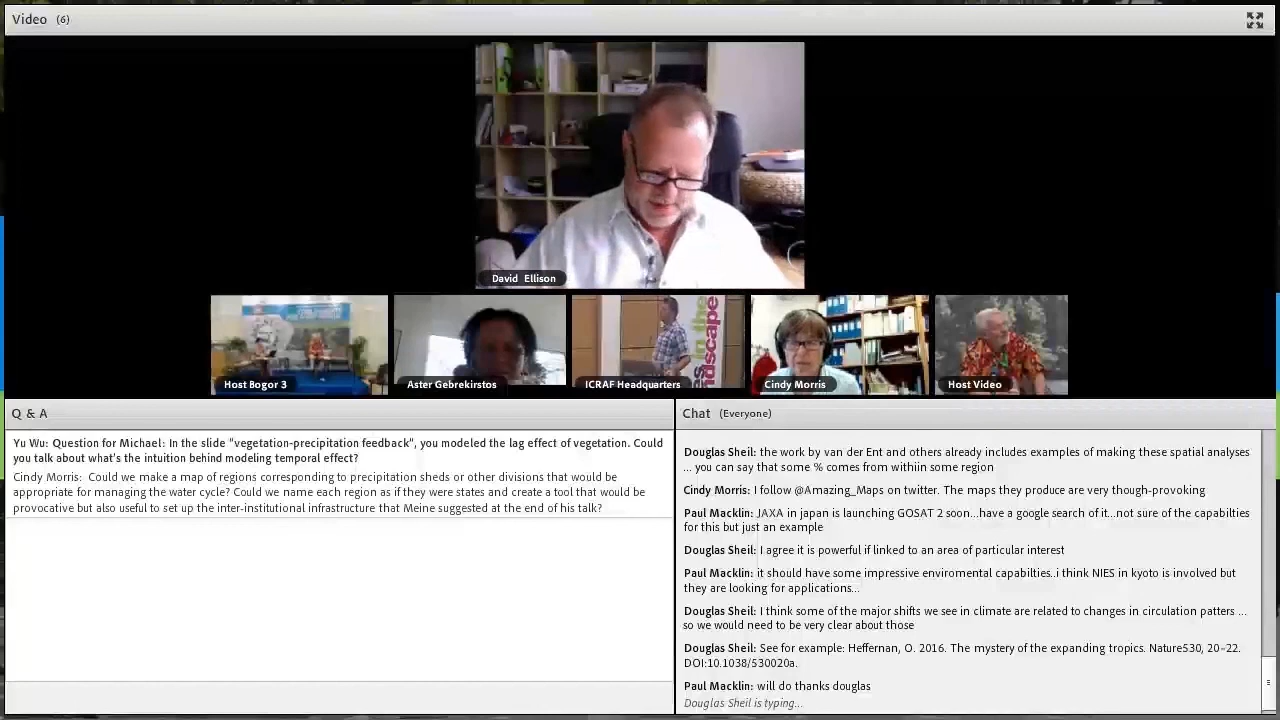 Video (6)
David Ellison
Host Bogor 3
Aster Gebrekirstos
ICRAF Headquarters
Cindy Morris
Host Video
Q & A
Yu Wu: Question for Michael: In the slide "vegetation-precipitation feedback", you modeled the lag effect of vegetation. Could
you talk about what's the intuition behind modeling temporal effect?
Cindy Morris: Could we make a map of regions corresponding to precipitation sheds or other divisions that would be
appropriate for managing the water cycle? Could we name each region as if they were states and create a tool that would be
provocative but also useful to set up the inter-institutional infrastructure that Meine suggested at the end of his talk?
Chat (Everyone)
Douglas Sheil: the work by van der Ent and others already includes examples of making these spatial analyses
... you can say that some % comes from withiin some region
Cindy Morris: I follow @Amazing_Maps on twitter. The maps they produce are very though-provoking
Paul Macklin: JAXA in japan is launching GOSAT 2 soon...have a google search of it...not sure of the capabilties
for this but just an example
Douglas Sheil: I agree it is powerful if linked to an area of particular interest
Paul Macklin: it should have some impressive enviromental capabilties..i think NIES in kyoto is involved but
they are looking for applications...
Douglas Sheil: I think some of the major shifts we see in climate are related to changes in circulation patters ...
so we would need to be very clear about those
Douglas Sheil: See for example: Heffernan, O. 2016. The mystery of the expanding tropics. Nature530, 20-22.
DOI:10.1038/530020a.
Paul Macklin: will do thanks douglas
Douglas Sheil is typing...